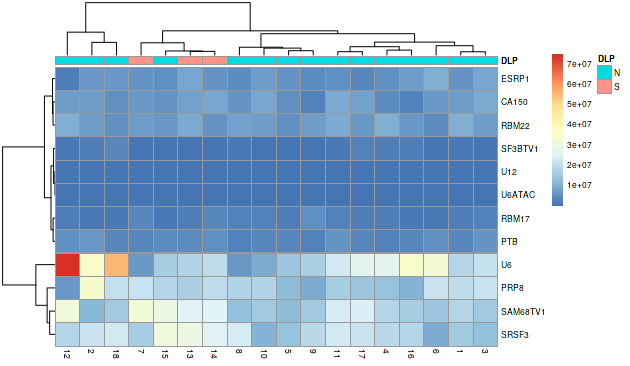 DLP
ESRP1
CA150
RBM22
SF3BTV1
U12
U6ATAC
RBM17
PTB
U6
PRP8
SAM68TV1
SRSF3
12 2 18 7 15 13 14 8 10 5 9 11 17 4 16 6 1 3
7e+07
6e+07
5e+07
4e+07
3e+07
2e+07
1e+07
DLP
N
S